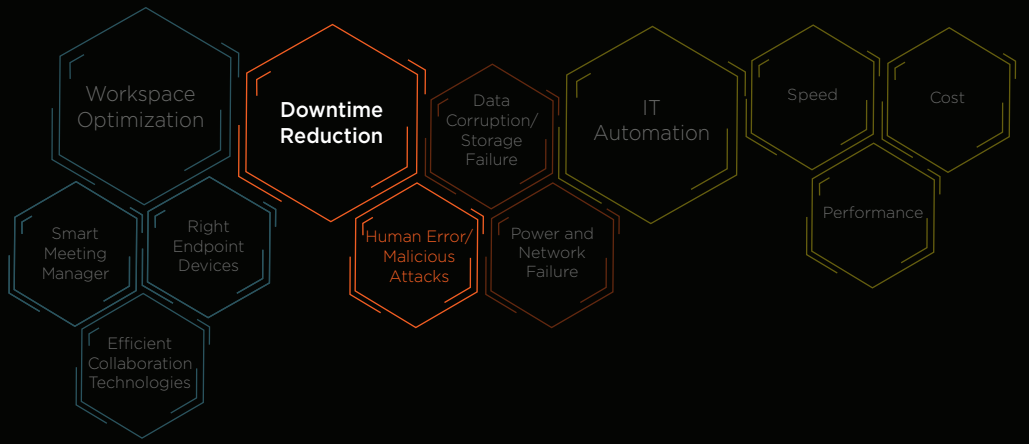 Workspace
Optimization
Smart
Meeting
Manager
Right
Endpoint
Devices
Efficient
Collaboration
Technologies
Downtime
Reduction
Data
Corruption/
Storage
Failure
Human Error/
Malicious
Attacks
Power and
Network
Failure
IT
Automation
Speed
Cost
Performance